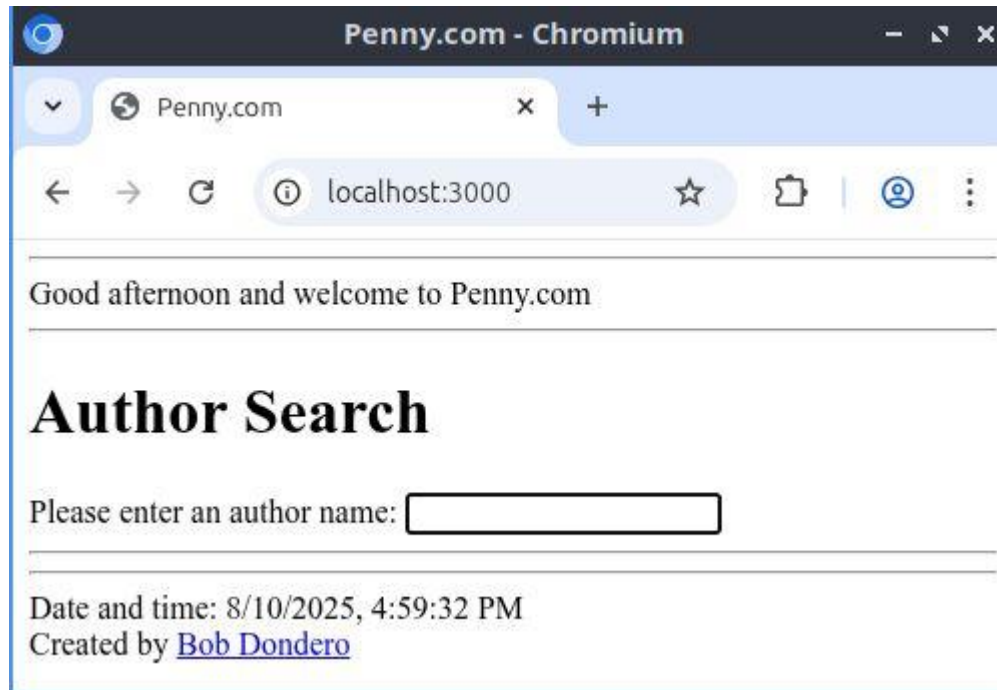 Penny.com - Chromium
Penny.com
localhost:3000
Good afternoon and welcome to Penny.com
Author Search
Please enter an author name:
Date and time: 8/10/2025, 4:59:32 PM
Created by Bob Dondero